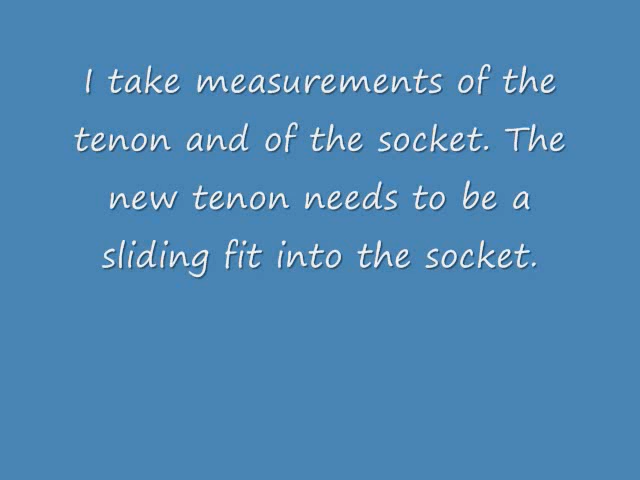 I take measurements of the
tenon and of the socket. The
new tenon needs to be a
sliding fit into the socket.